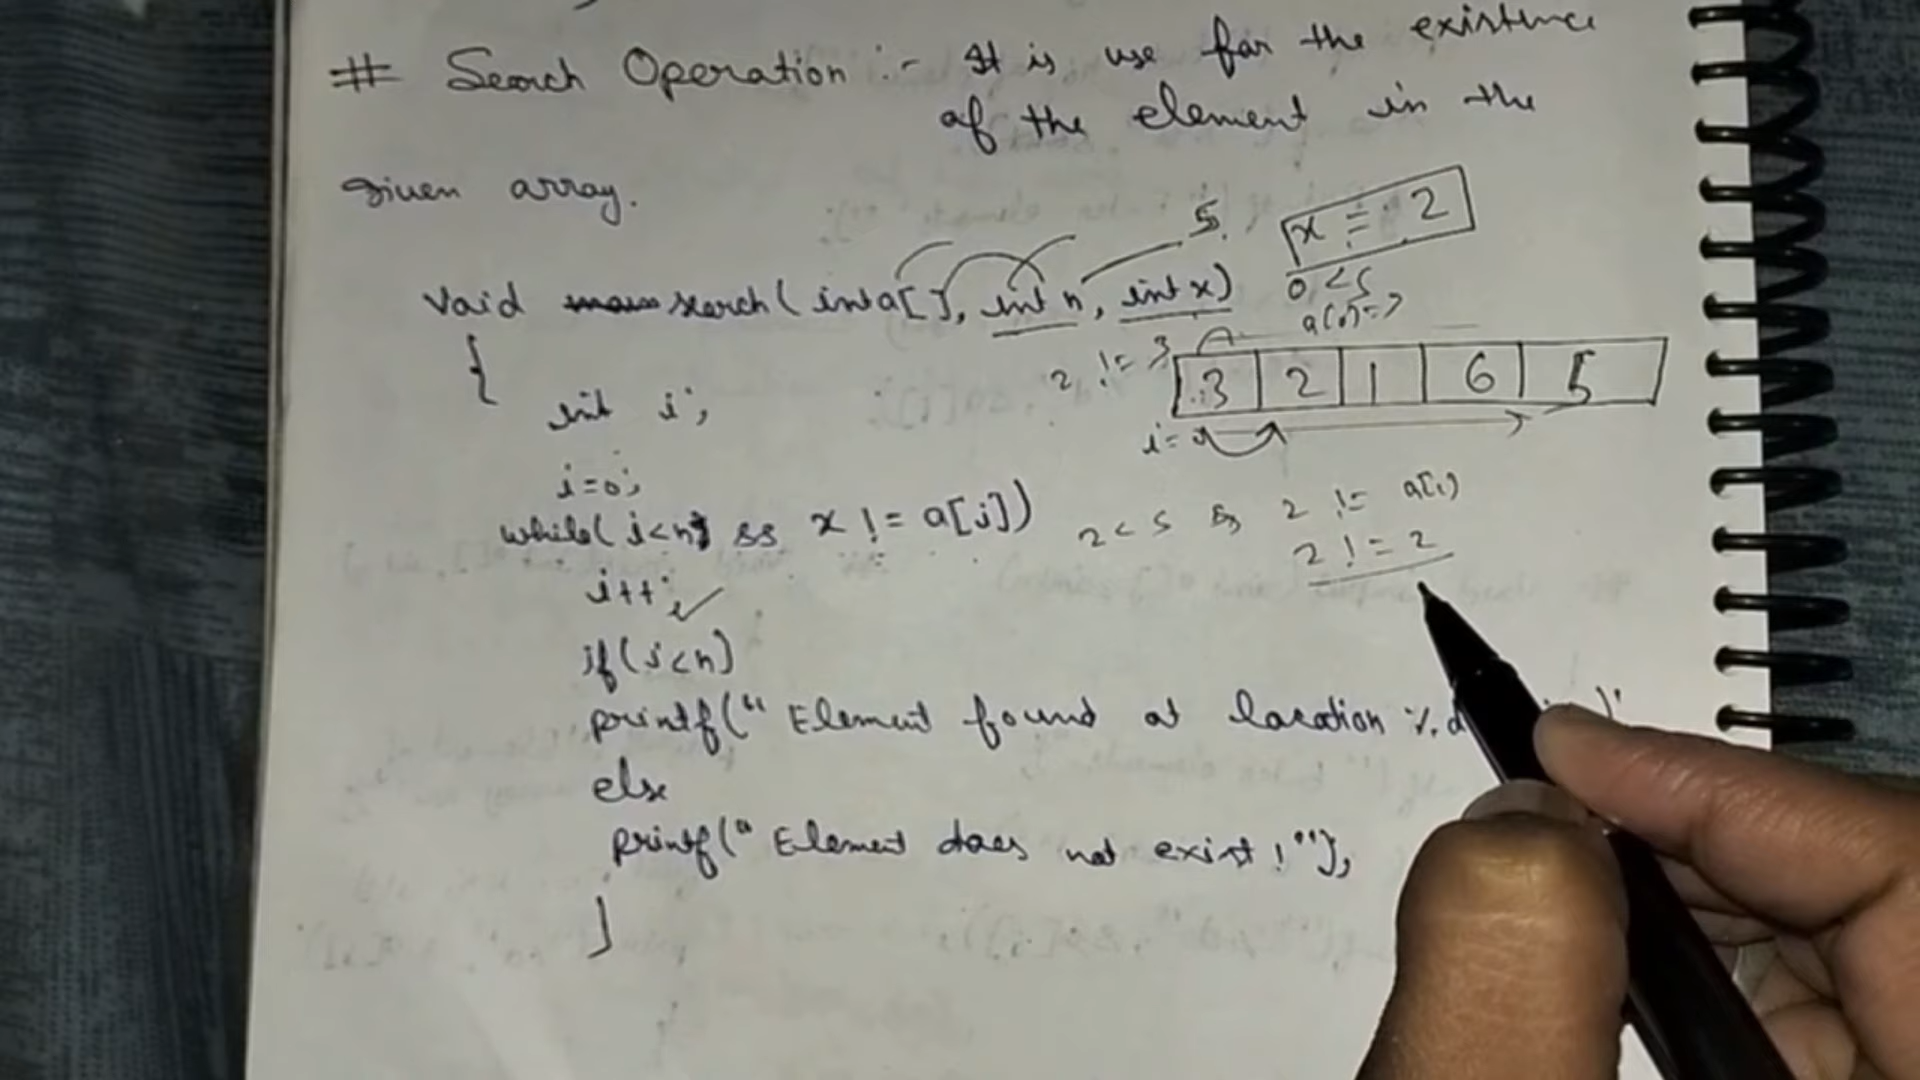 # Search Operation :- It is use for the existence
of the element in the
given array.
5
x = 2
void search( int a[], int n, int x)
0 < 5
a(0) =
2 != 3
3 2 1 6 5
{
int i;
i =
i=0;
while( i<n && x != a[i])
2 < 5 && 2 != a(1)
2 != 2
i++;
if(i<n)
printf(" Element found at location %d
else
printf(" Element does not exist !");
}